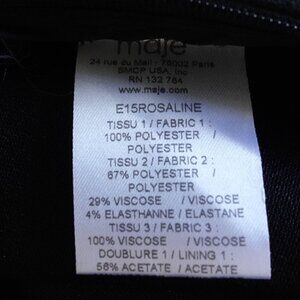 maje
24 rue du Mail - 75002 Paris
SMCP USA, Inc
RN 132 784
www.maje.com
E15ROSALINE
TISSU 1 / FABRIC 1 :
100% POLYESTER /
POLYESTER
TISSU 2 / FABRIC 2 :
67% POLYESTER /
POLYESTER
29% VISCOSE / VISCOSE
4% ELASTHANNE / ELASTANE
TISSU 3 / FABRIC 3 :
100% VISCOSE / VISCOSE
DOUBLURE 1 / LINING 1 :
56% ACETATE / ACETATE